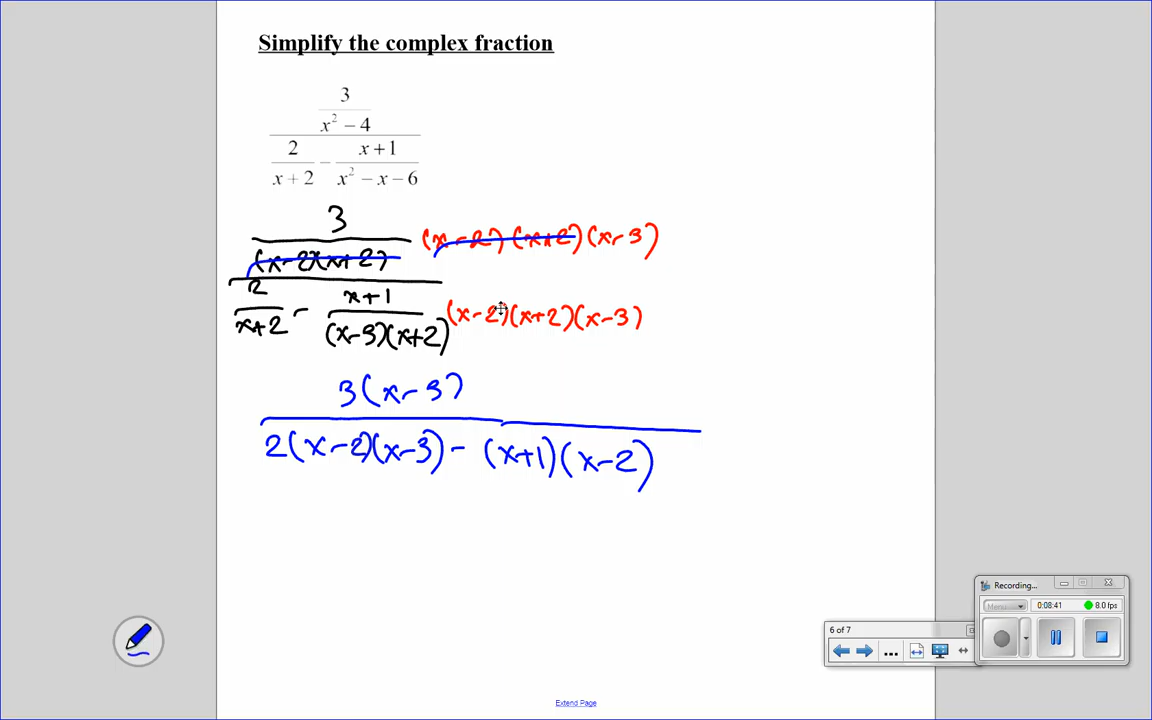 Simplify the complex fraction
3
x² − 4
2 − x + 1
x + 2 x² − x − 6
3
(x-2)(x+2) (x-2)(x+2)(x-3)
2 - x+1
x+2 (x-3)(x+2) (x-2)(x+2)(x-3)
3(x-3)
2(x-2)(x-3) - (x+1)(x-2)
Recording...
Menu
0:08:41
8.0 fps
6 of 7
...
Extend Page